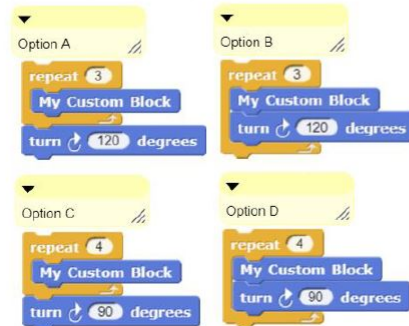 Option A
repeat 3
My Custom Block
turn 120 degrees
Option B
repeat 3
My Custom Block
turn 120 degrees
Option C
repeat 4
My Custom Block
turn 90 degrees
Option D
repeat 4
My Custom Block
turn 90 degrees